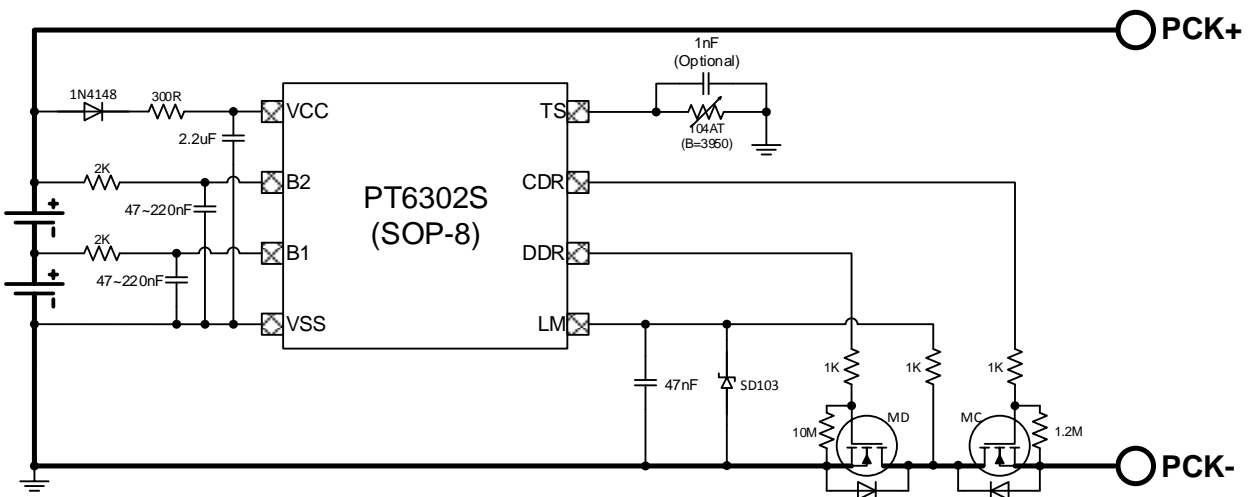 PCK+
1nF
(Optional)
1N4148
300R
VCC
TS
2.2uF
104AT
(B=3950)
2K
B2
PT6302S
CDR
47~220nF
(SOP-8)
2K
B1
DDR
47~220nF
VSS
LM
1K
1K
1K
47nF
SD103
MD
MC
10M
1.2M
PCK-